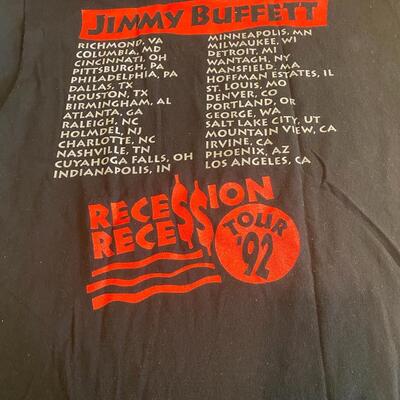 JIMMY BUFFETT
RICHMOND, VA
COLUMBIA, MD
CINCINNATI, OH
PITTSBURGH, PA
PHILADELPHIA, PA
DALLAS, TX
HOUSTON, TX
BIRMINGHAM, AL
ATLANTA, GA
RALEIGH, NC
HOLMDEL, NJ
CHARLOTTE, NC
NASHVILLE, TN
CUYAHOGA FALLS, OH
INDIANAPOLIS, IN
MINNEAPOLIS, MN
MILWAUKEE, WI
DETROIT, MI
WANTAGH, NY
MANSFIELD, MA
HOFFMAN ESTATES, IL
ST. LOUIS, MO
DENVER, CO
PORTLAND, OR
GEORGE, WA
SALT LAKE CITY, UT
MOUNTAIN VIEW, CA
IRVINE, CA
PHOENIX, AZ
LOS ANGELES, CA
RECE$$ION
RECE$$
TOUR
'92